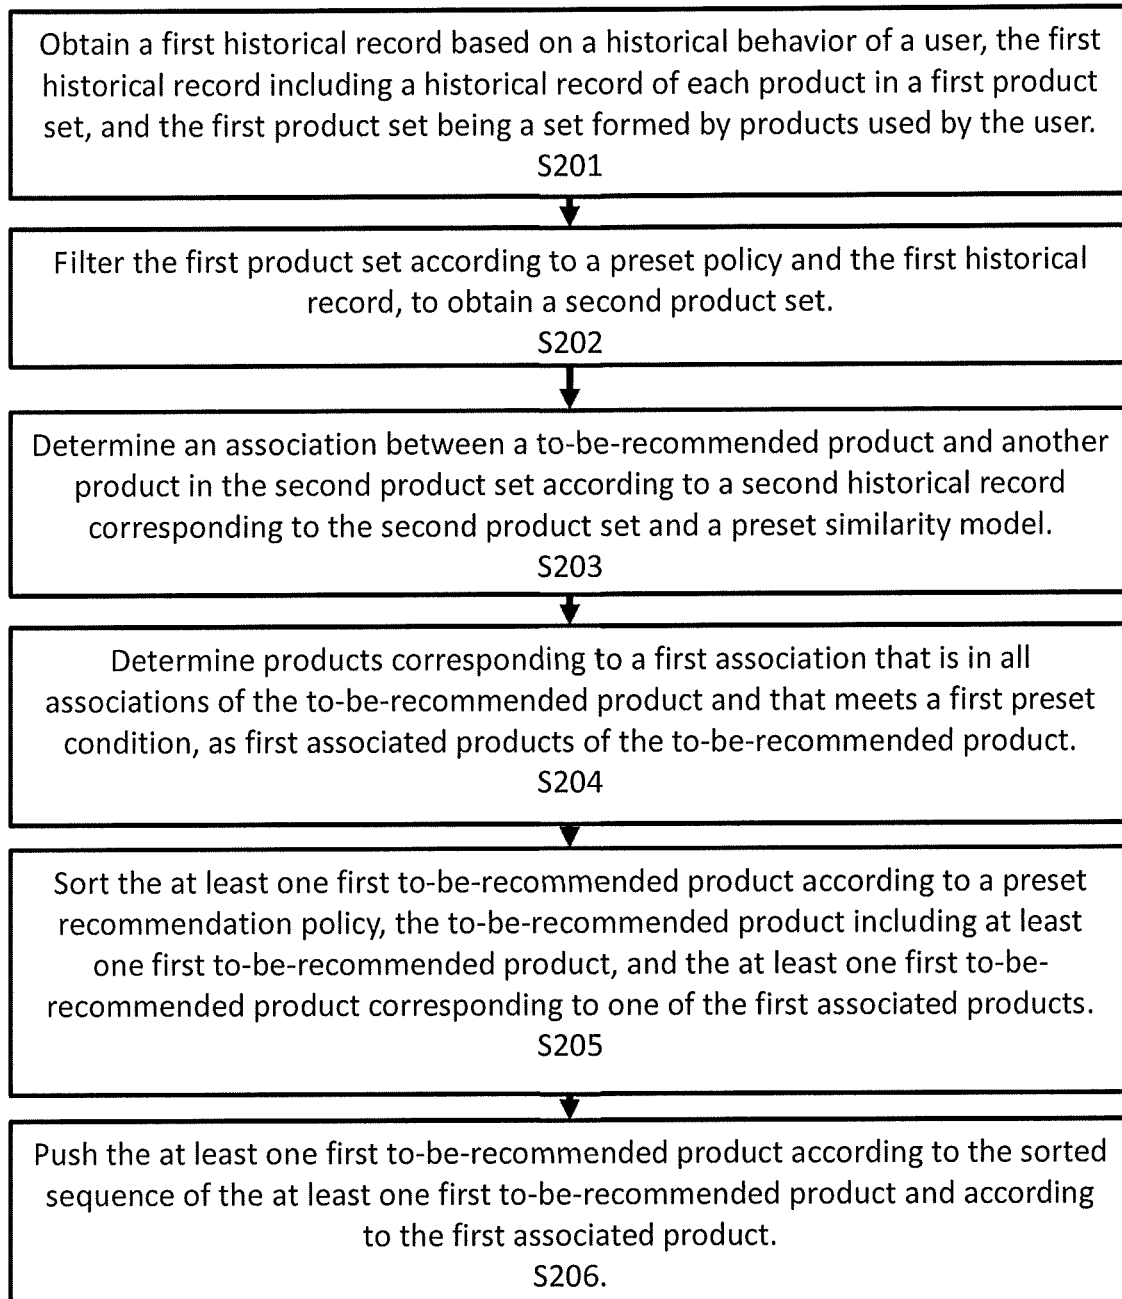 Obtain a first historical record based on a historical behavior of a user, the first
historical record including a historical record of each product in a first product
set, and the first product set being a set formed by products used by the user.
S201
Filter the first product set according to a preset policy and the first historical
record, to obtain a second product set.
S202
Determine an association between a to-be-recommended product and another
product in the second product set according to a second historical record
corresponding to the second product set and a preset similarity model.
S203
Determine products corresponding to a first association that is in all
associations of the to-be-recommended product and that meets a first preset
condition, as first associated products of the to-be-recommended product.
S204
Sort the at least one first to-be-recommended product according to a preset
recommendation policy, the to-be-recommended product including at least
one first to-be-recommended product, and the at least one first to-be-
recommended product corresponding to one of the first associated products.
S205
Push the at least one first to-be-recommended product according to the sorted
sequence of the at least one first to-be-recommended product and according
to the first associated product.
S206.